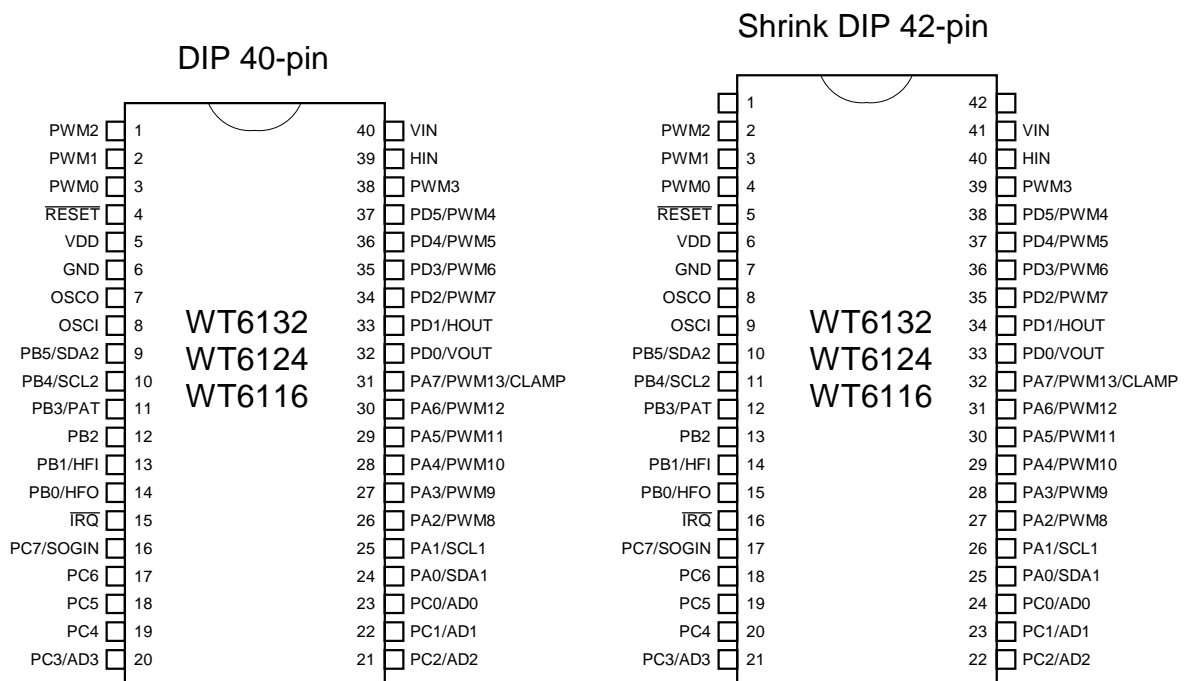 DIP 40-pin
PWM2 1 40 VIN
PWM1 2 39 HIN
PWM0 3 38 PWM3
RESET 4 37 PD5/PWM4
VDD 5 36 PD4/PWM5
GND 6 35 PD3/PWM6
OSCO 7 34 PD2/PWM7
OSCI 8 33 PD1/HOUT
PB5/SDA2 9 32 PD0/VOUT
PB4/SCL2 10 31 PA7/PWM13/CLAMP
PB3/PAT 11 30 PA6/PWM12
PB2 12 29 PA5/PWM11
PB1/HFI 13 28 PA4/PWM10
PB0/HFO 14 27 PA3/PWM9
IRQ 15 26 PA2/PWM8
PC7/SOGIN 16 25 PA1/SCL1
PC6 17 24 PA0/SDA1
PC5 18 23 PC0/AD0
PC4 19 22 PC1/AD1
PC3/AD3 20 21 PC2/AD2
WT6132
WT6124
WT6116
Shrink DIP 42-pin
1 42
PWM2 2 41 VIN
PWM1 3 40 HIN
PWM0 4 39 PWM3
RESET 5 38 PD5/PWM4
VDD 6 37 PD4/PWM5
GND 7 36 PD3/PWM6
OSCO 8 35 PD2/PWM7
OSCI 9 34 PD1/HOUT
PB5/SDA2 10 33 PD0/VOUT
PB4/SCL2 11 32 PA7/PWM13/CLAMP
PB3/PAT 12 31 PA6/PWM12
PB2 13 30 PA5/PWM11
PB1/HFI 14 29 PA4/PWM10
PB0/HFO 15 28 PA3/PWM9
IRQ 16 27 PA2/PWM8
PC7/SOGIN 17 26 PA1/SCL1
PC6 18 25 PA0/SDA1
PC5 19 24 PC0/AD0
PC4 20 23 PC1/AD1
PC3/AD3 21 22 PC2/AD2
WT6132
WT6124
WT6116